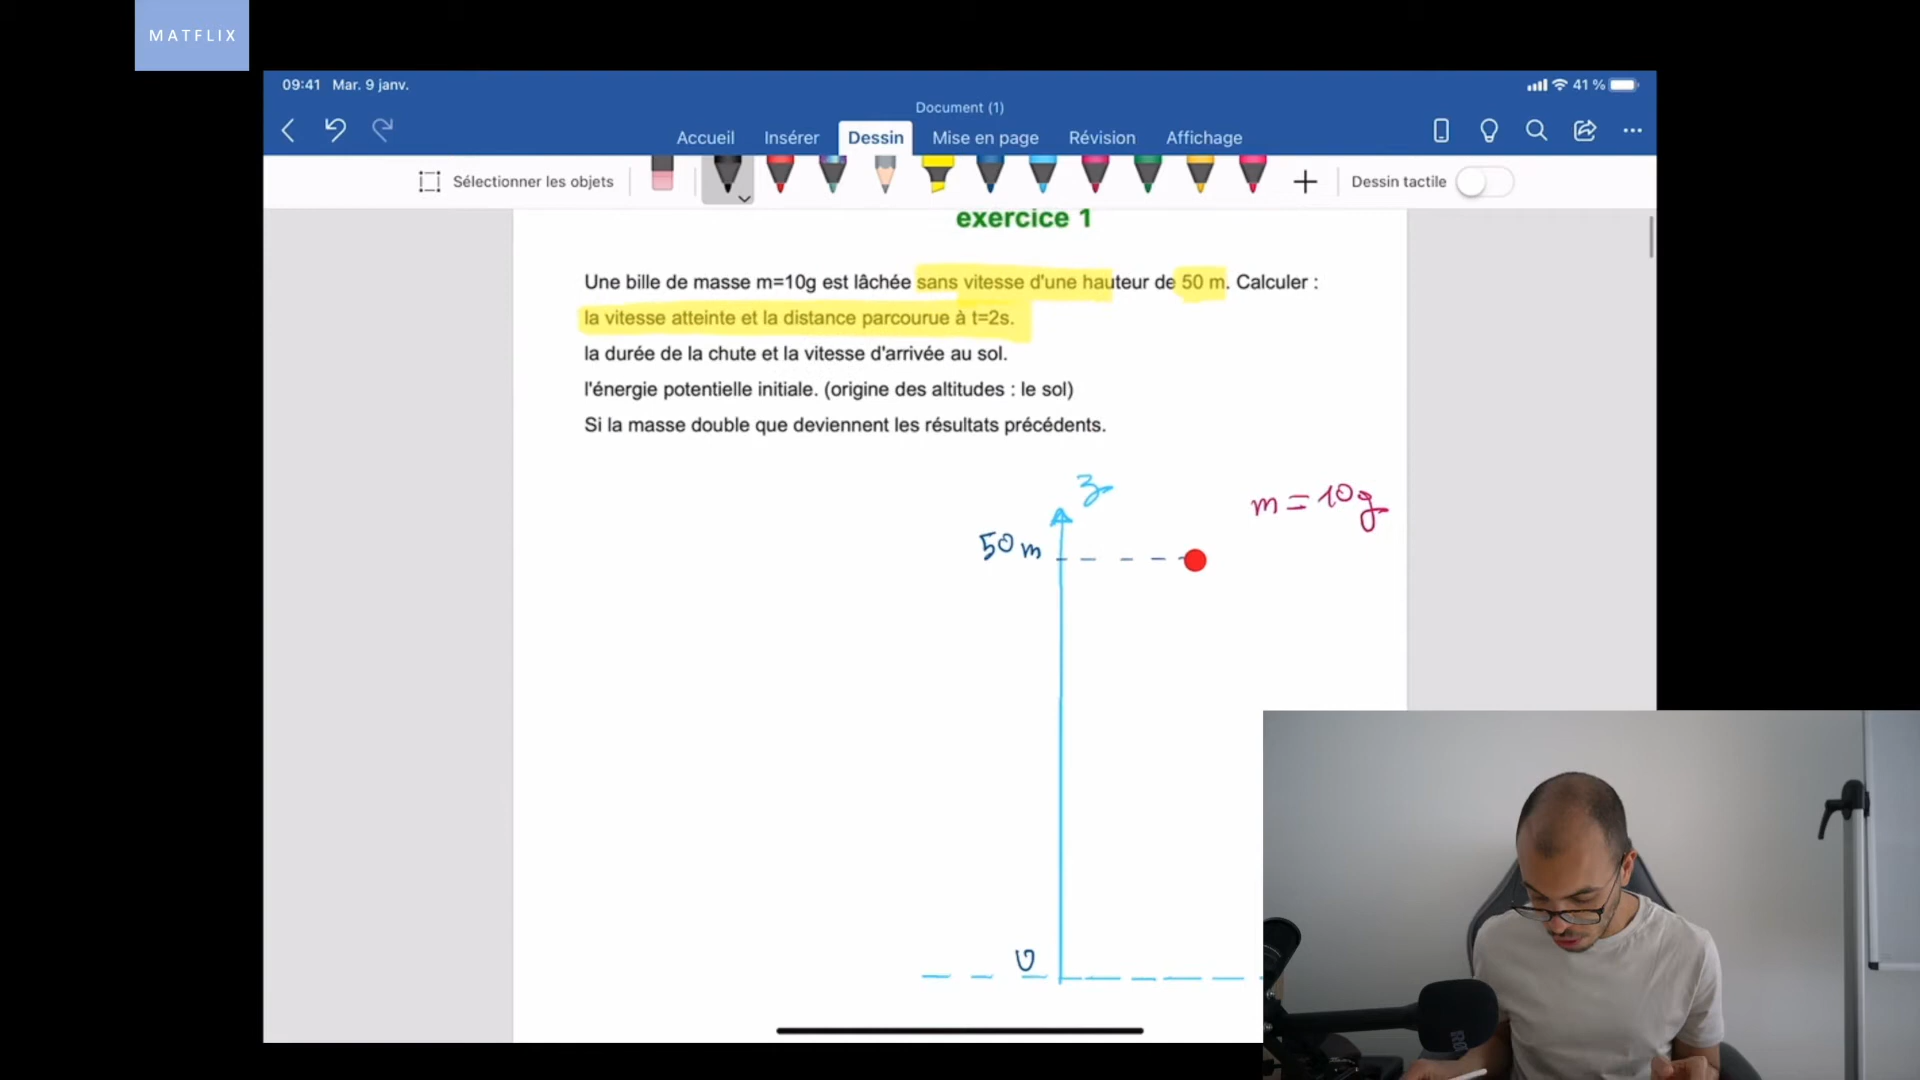 MATFLIX
09:41 Mar. 9 janv.
41 %
Document (1)
Accueil Insérer Dessin Mise en page Révision Affichage
Sélectionner les objets
Dessin tactile
exercice 1
Une bille de masse m=10g est lâchée sans vitesse d'une hauteur de 50 m. Calculer :
la vitesse atteinte et la distance parcourue à t=2s.
la durée de la chute et la vitesse d'arrivée au sol.
l'énergie potentielle initiale. (origine des altitudes : le sol)
Si la masse double que deviennent les résultats précédents.
z
m = 10g
50 m
0